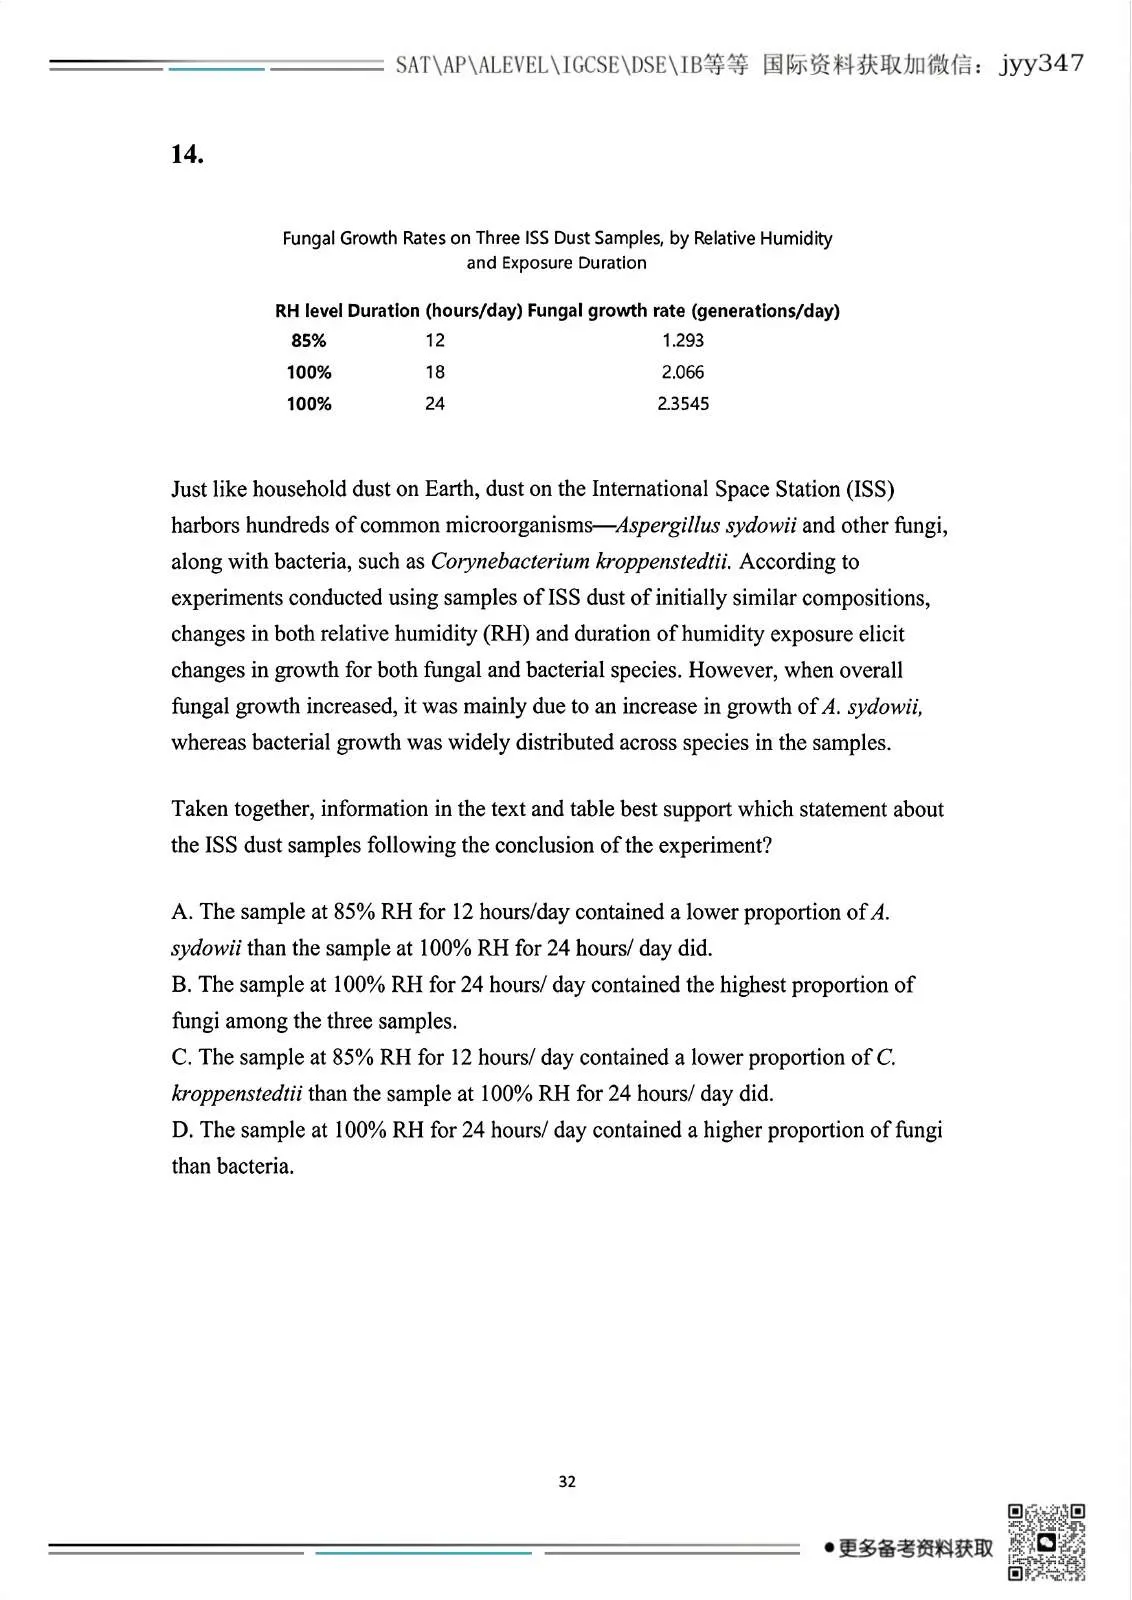 SAT\AP\ALEVEL\IGCSE\DSE\IB等等 国际资料获取加微信：jyy347
14.
Fungal Growth Rates on Three ISS Dust Samples, by Relative Humidity
and Exposure Duration
RH level Duration (hours/day) Fungal growth rate (generations/day)
85% 12 1.293
100% 18 2.066
100% 24 2.3545
Just like household dust on Earth, dust on the International Space Station (ISS)
harbors hundreds of common microorganisms—Aspergillus sydowii and other fungi,
along with bacteria, such as Corynebacterium kroppenstedtii. According to
experiments conducted using samples of ISS dust of initially similar compositions,
changes in both relative humidity (RH) and duration of humidity exposure elicit
changes in growth for both fungal and bacterial species. However, when overall
fungal growth increased, it was mainly due to an increase in growth of A. sydowii,
whereas bacterial growth was widely distributed across species in the samples.
Taken together, information in the text and table best support which statement about
the ISS dust samples following the conclusion of the experiment?
A. The sample at 85% RH for 12 hours/day contained a lower proportion of A.
sydowii than the sample at 100% RH for 24 hours/ day did.
B. The sample at 100% RH for 24 hours/ day contained the highest proportion of
fungi among the three samples.
C. The sample at 85% RH for 12 hours/ day contained a lower proportion of C.
kroppenstedtii than the sample at 100% RH for 24 hours/ day did.
D. The sample at 100% RH for 24 hours/ day contained a higher proportion of fungi
than bacteria.
32
●更多备考资料获取